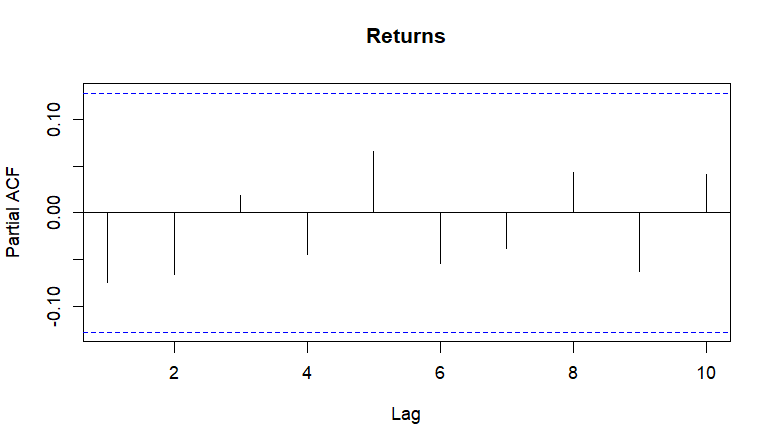 Returns
Partial ACF
0.10
0.00
-0.10
2 4 6 8 10
Lag